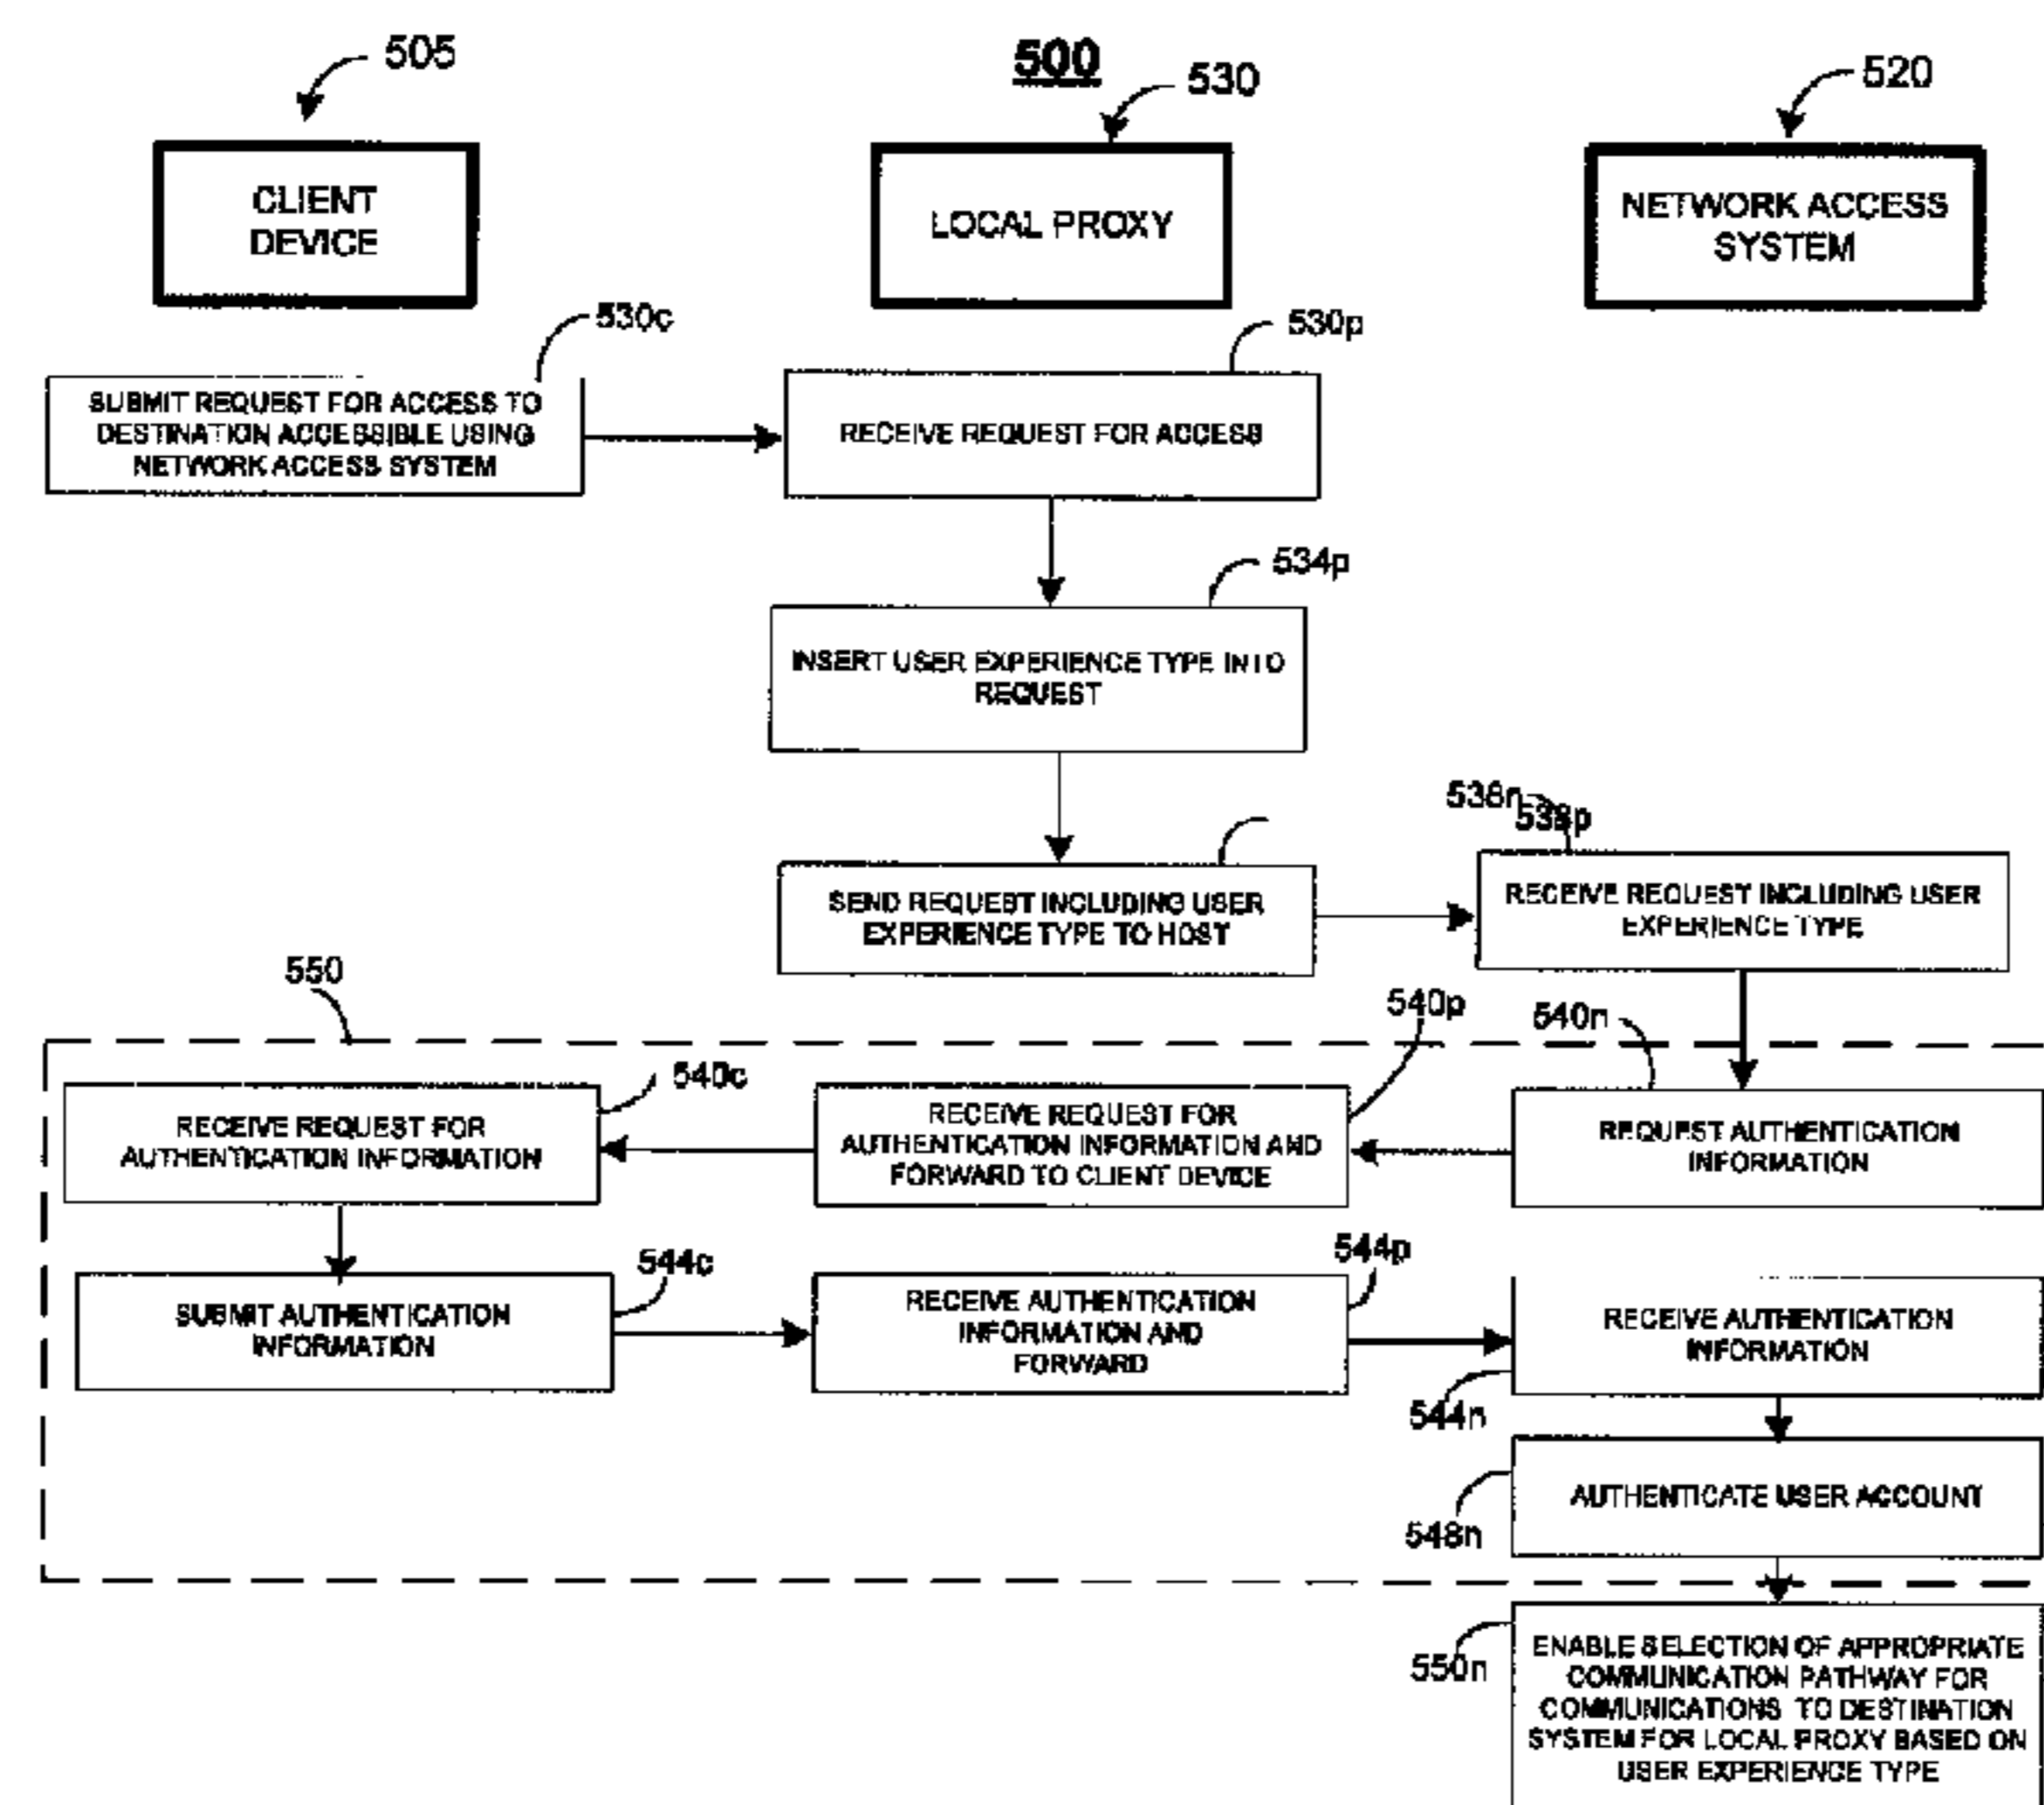 505
500
530
520
CLIENT
DEVICE
LOCAL PROXY
NETWORK ACCESS
SYSTEM
530c
530p
SUBMIT REQUEST FOR ACCESS TO
DESTINATION ACCESSIBLE USING
NETWORK ACCESS SYSTEM
RECEIVE REQUEST FOR ACCESS
534p
INSERT USER EXPERIENCE TYPE INTO
REQUEST
538n
538p
SEND REQUEST INCLUDING USER
EXPERIENCE TYPE TO HOST
RECEIVE REQUEST INCLUDING USER
EXPERIENCE TYPE
550
540p
540n
540c
RECEIVE REQUEST FOR
AUTHENTICATION INFORMATION
RECEIVE REQUEST FOR
AUTHENTICATION INFORMATION AND
FORWARD TO CLIENT DEVICE
REQUEST AUTHENTICATION
INFORMATION
544c
544p
SUBMIT AUTHENTICATION
INFORMATION
RECEIVE AUTHENTICATION
INFORMATION AND
FORWARD
RECEIVE AUTHENTICATION
INFORMATION
544n
AUTHENTICATE USER ACCOUNT
548n
550n
ENABLE SELECTION OF APPROPRIATE
COMMUNICATION PATHWAY FOR
COMMUNICATIONS TO DESTINATION
SYSTEM FOR LOCAL PROXY BASED ON
USER EXPERIENCE TYPE